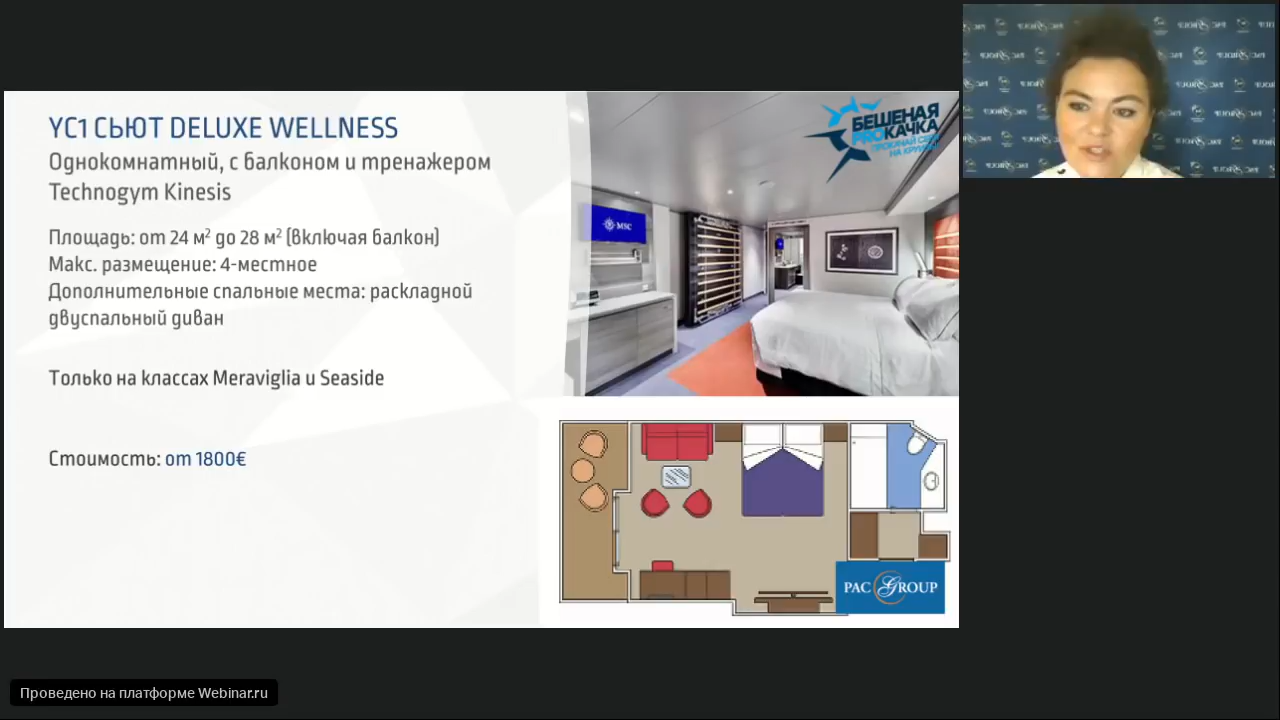 YC1 СЬЮТ DELUXE WELLNESS
Однокомнатный, с балконом и тренажером
Technogym Kinesis
Площадь: от 24 м² до 28 м² (включая балкон)
Макс. размещение: 4-местное
Дополнительные спальные места: раскладной
двуспальный диван
Только на классах Meraviglia и Seaside
Стоимость: от 1800€
БЕШЕНАЯ
PROКАЧКА
НА КРУИЗЫ
MSC
PAC GROUP
Проведено на платформе Webinar.ru